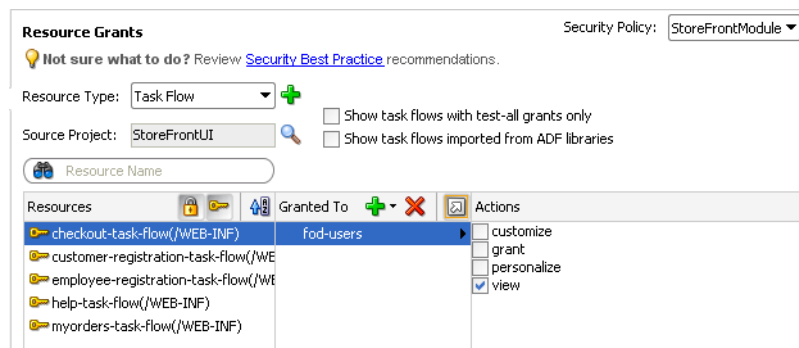 Resource Grants
Security Policy: StoreFrontModule
Not sure what to do? Review Security Best Practice recommendations.
Resource Type: Task Flow
Show task flows with test-all grants only
Source Project: StoreFrontUI
Show task flows imported from ADF libraries
Resource Name
Resources Granted To Actions
checkout-task-flow(/WEB-INF) fod-users customize
grant
customer-registration-task-flow(/WE
personalize
employee-registration-task-flow(/WE
view
help-task-flow(/WEB-INF)
myorders-task-flow(/WEB-INF)